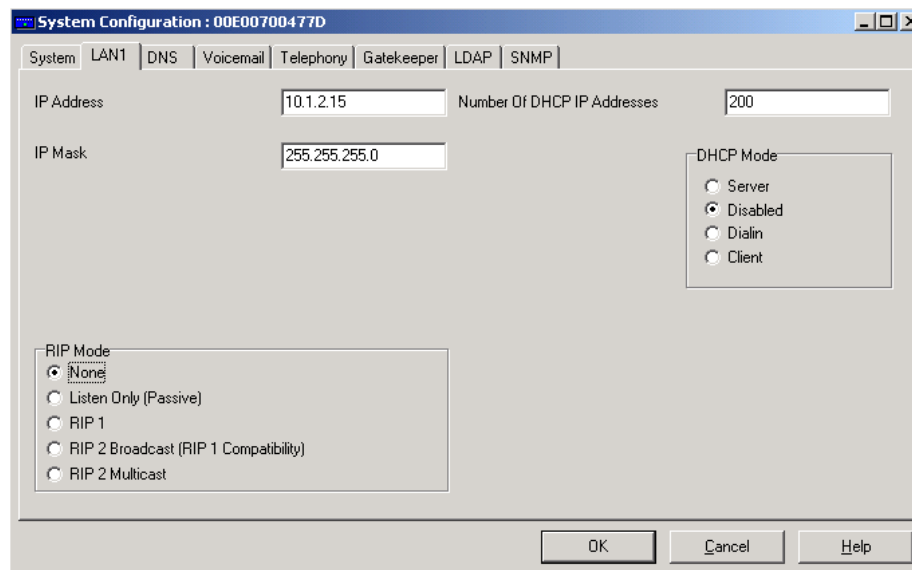 System Configuration : 00E00700477D
System LAN1 DNS Voicemail Telephony Gatekeeper LDAP SNMP
IP Address 10.1.2.15 Number Of DHCP IP Addresses 200
IP Mask 255.255.255.0
DHCP Mode
Server
Disabled
Dialin
Client
RIP Mode
None
Listen Only (Passive)
RIP 1
RIP 2 Broadcast (RIP 1 Compatibility)
RIP 2 Multicast
OK Cancel Help